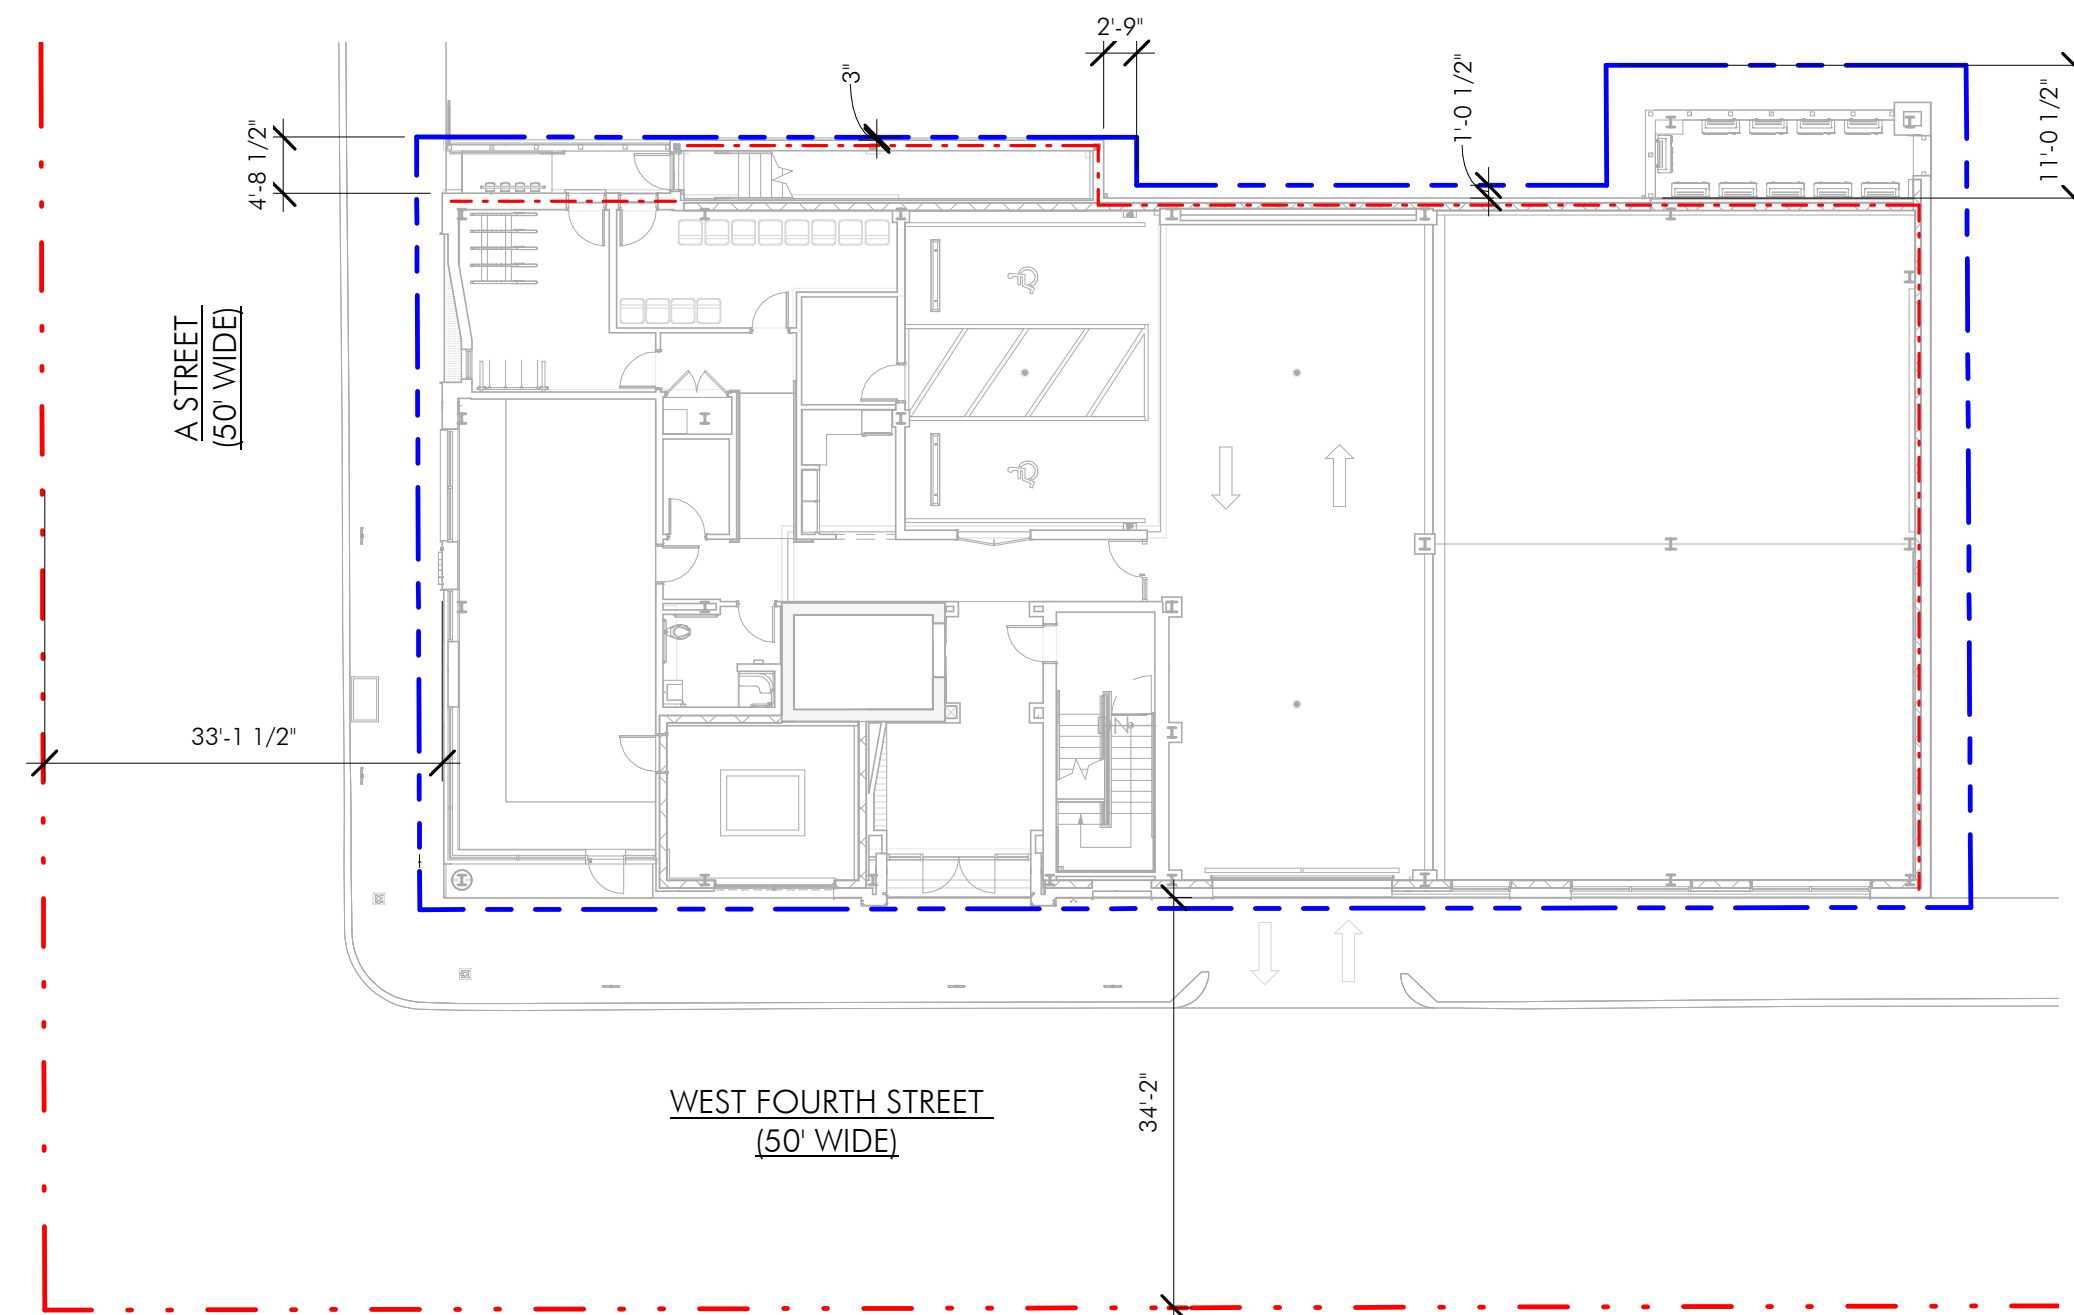 2'-9"
3"
1'-0 1/2"
11'-0 1/2"
4'-8 1/2"
A STREET
(50' WIDE)
33'-1 1/2"
DN
WEST FOURTH STREET
(50' WIDE)
34'-2"